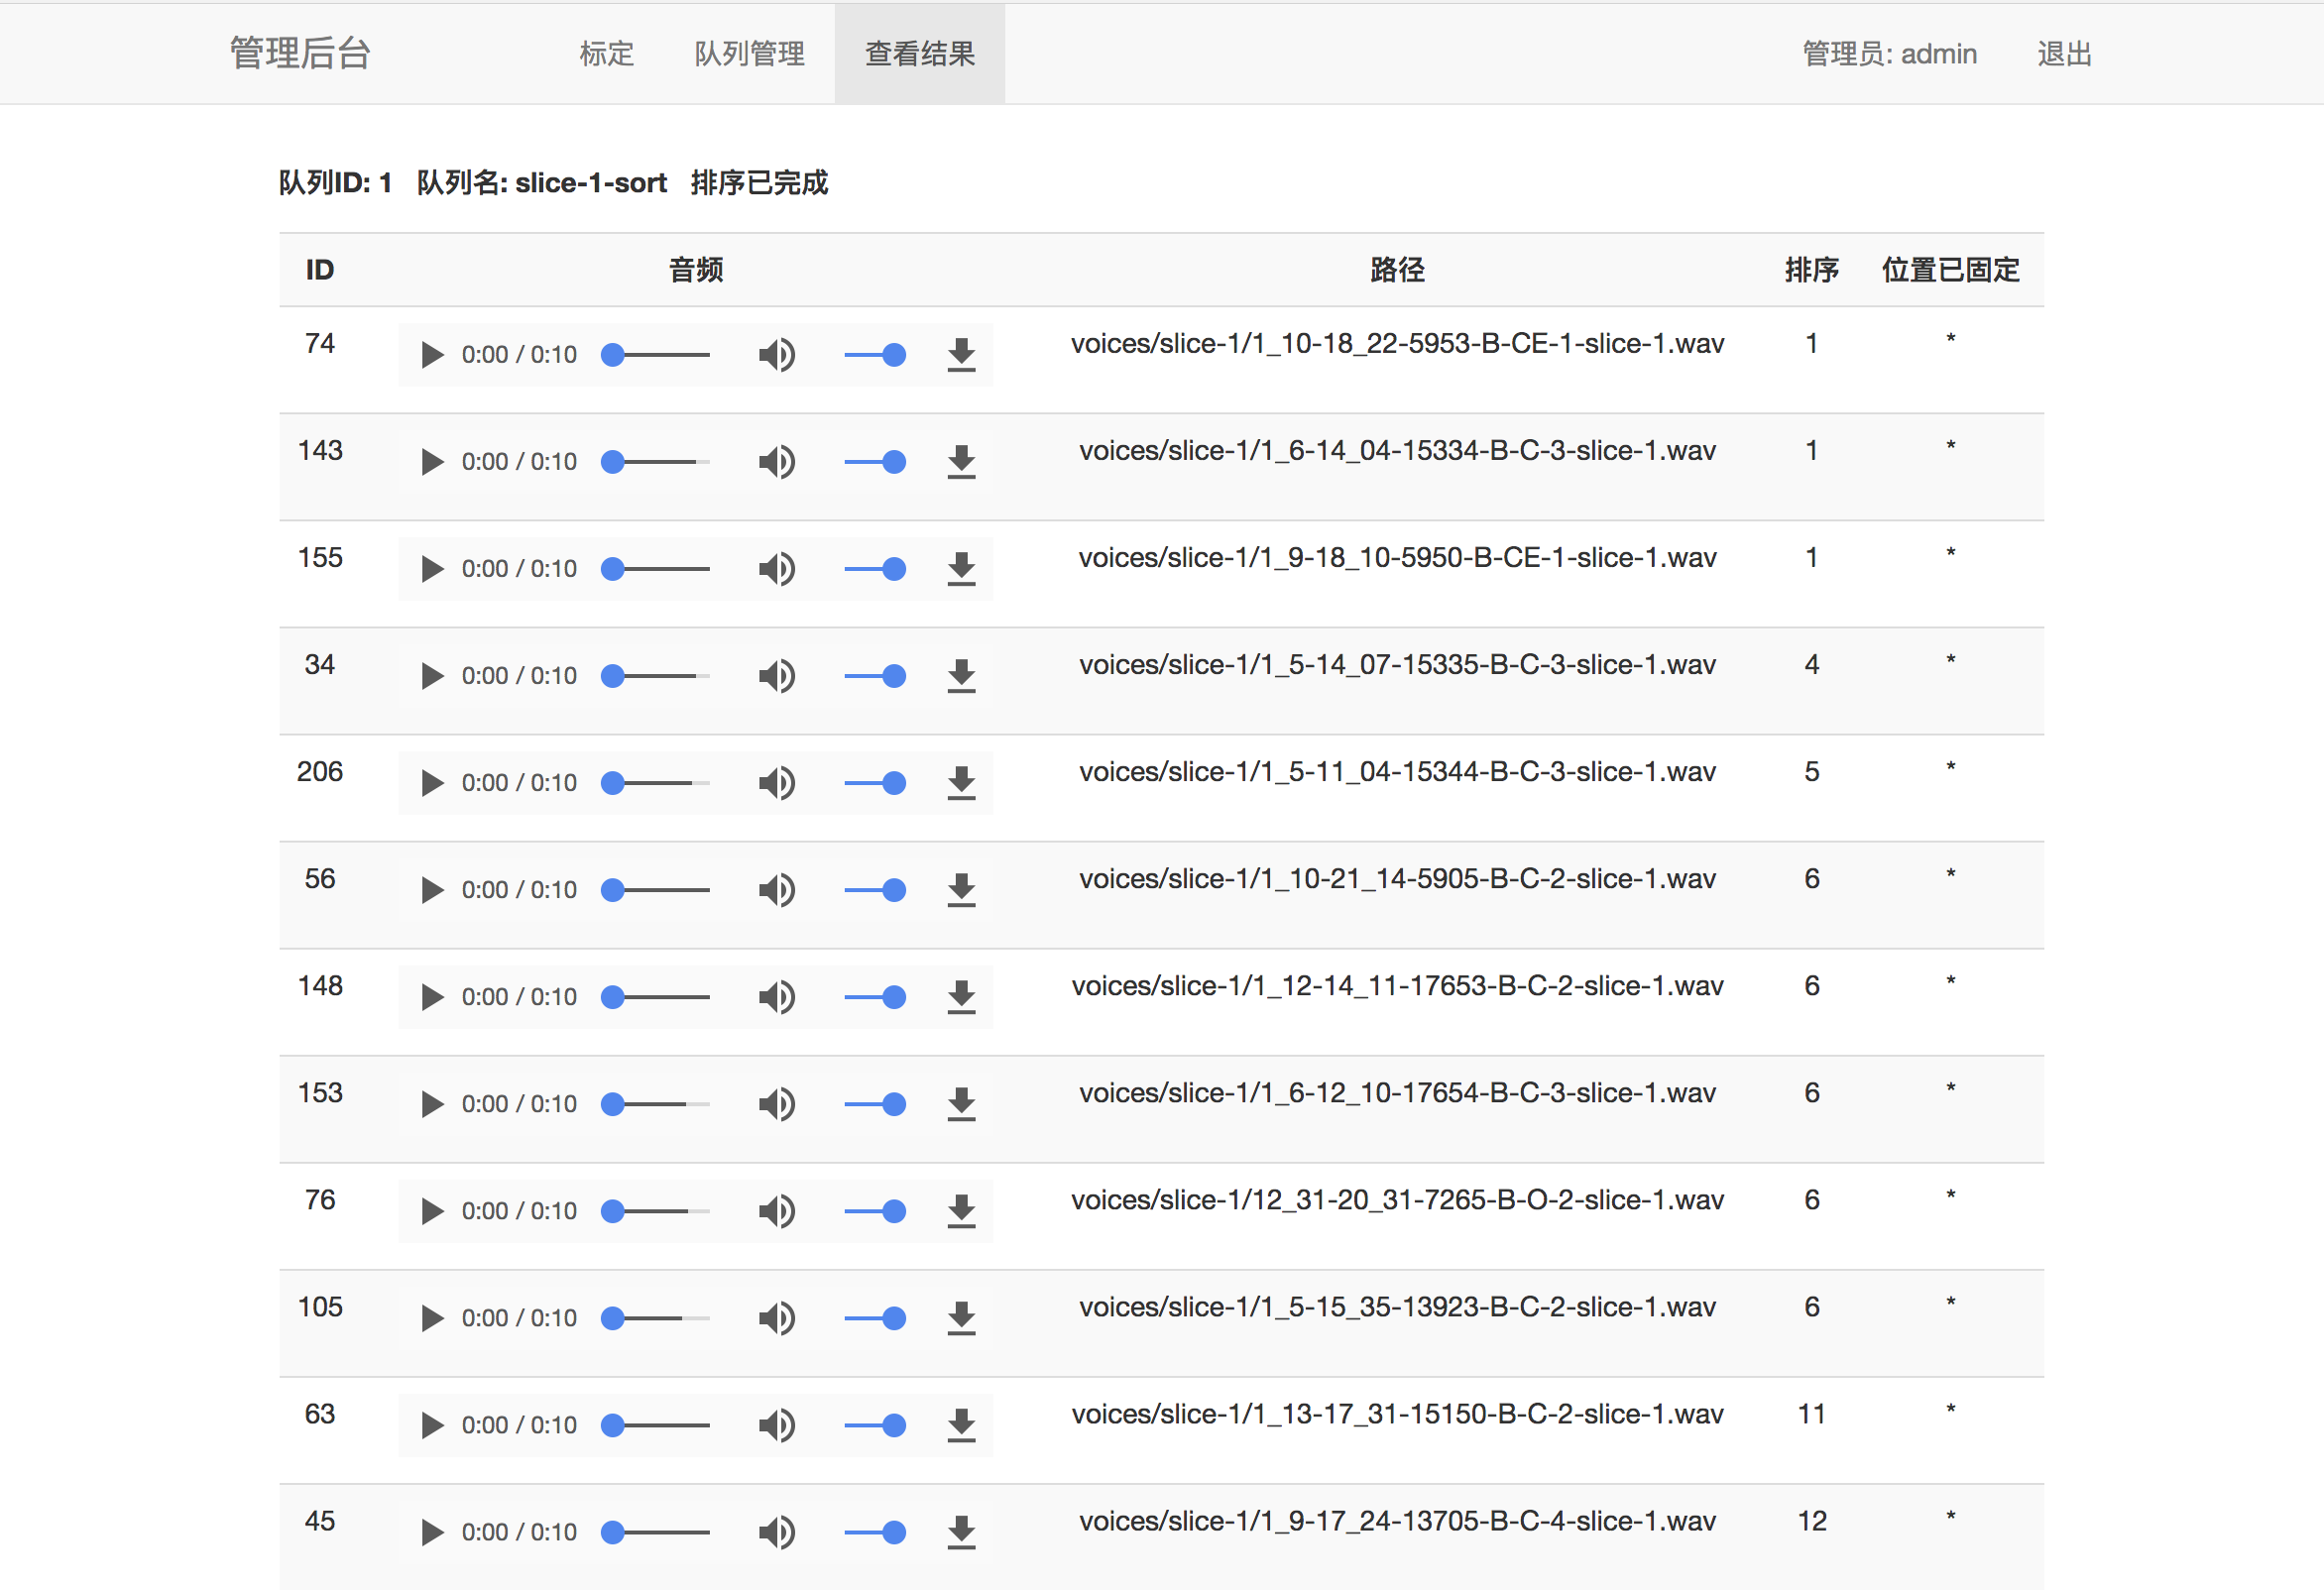 管理后台 标定 队列管理 查看结果 管理员: admin 退出
队列ID: 1 队列名: slice-1-sort 排序已完成
ID 音频 路径 排序 位置已固定
74 0:00 / 0:10 voices/slice-1/1_10-18_22-5953-B-CE-1-slice-1.wav 1 *
143 0:00 / 0:10 voices/slice-1/1_6-14_04-15334-B-C-3-slice-1.wav 1 *
155 0:00 / 0:10 voices/slice-1/1_9-18_10-5950-B-CE-1-slice-1.wav 1 *
34 0:00 / 0:10 voices/slice-1/1_5-14_07-15335-B-C-3-slice-1.wav 4 *
206 0:00 / 0:10 voices/slice-1/1_5-11_04-15344-B-C-3-slice-1.wav 5 *
56 0:00 / 0:10 voices/slice-1/1_10-21_14-5905-B-C-2-slice-1.wav 6 *
148 0:00 / 0:10 voices/slice-1/1_12-14_11-17653-B-C-2-slice-1.wav 6 *
153 0:00 / 0:10 voices/slice-1/1_6-12_10-17654-B-C-3-slice-1.wav 6 *
76 0:00 / 0:10 voices/slice-1/12_31-20_31-7265-B-O-2-slice-1.wav 6 *
105 0:00 / 0:10 voices/slice-1/1_5-15_35-13923-B-C-2-slice-1.wav 6 *
63 0:00 / 0:10 voices/slice-1/1_13-17_31-15150-B-C-2-slice-1.wav 11 *
45 0:00 / 0:10 voices/slice-1/1_9-17_24-13705-B-C-4-slice-1.wav 12 *